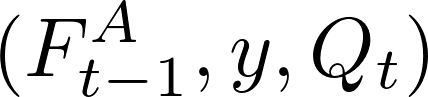 (F_{t-1}^{A}, y, Q_t)